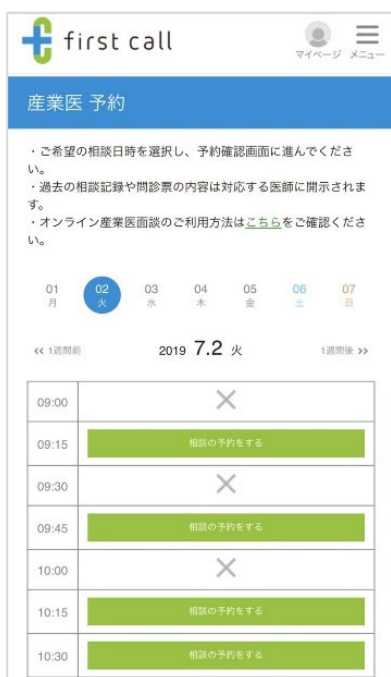 first call
マイページ メニュー
産業医 予約
・ご希望の相談日時を選択し、予約確認画面に進んでくださ
い。
・過去の相談記録や問診票の内容は対応する医師に開示されま
す。
・オンライン産業医面談のご利用方法はこちらをご確認くださ
い。
01 02 03 04 05 06 07
月 火 水 木 金 土 日
<< 1週間前 2019 7.2 火 1週間後 >>
09:00
09:15 相談の予約をする
09:30
09:45 相談の予約をする
10:00
10:15 相談の予約をする
10:30 相談の予約をする